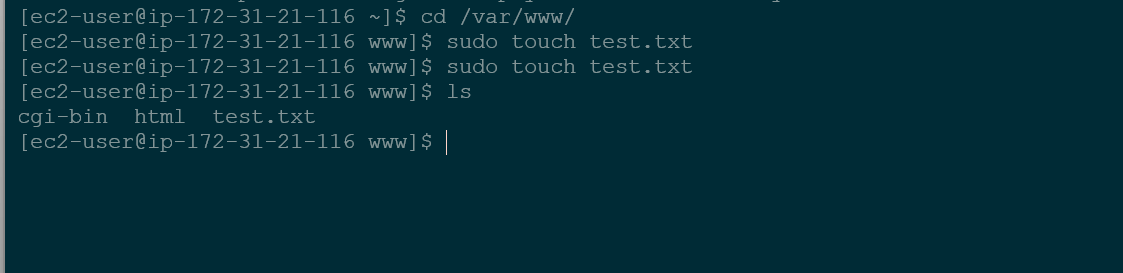 [ec2-user@ip-172-31-21-116 ~]$ cd /var/www/
[ec2-user@ip-172-31-21-116 www]$ sudo touch test.txt
[ec2-user@ip-172-31-21-116 www]$ sudo touch test.txt
[ec2-user@ip-172-31-21-116 www]$ ls
cgi-bin  html  test.txt
[ec2-user@ip-172-31-21-116 www]$